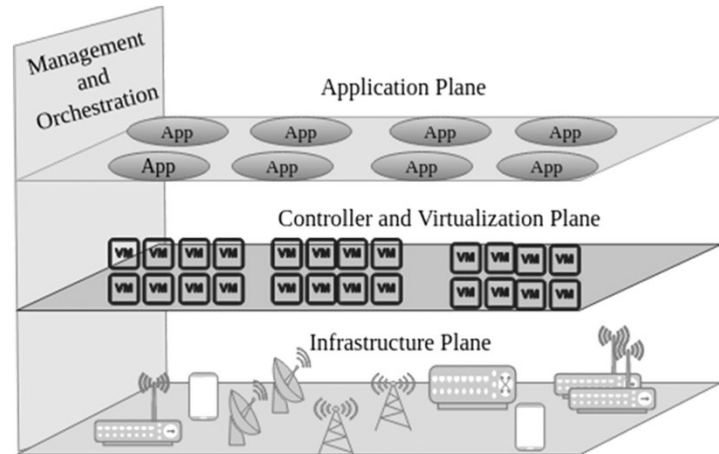 Management
and
Orchestration
Application Plane
App App App App
App App App App
Controller and Virtualization Plane
VM VM VM VM VM VM VM VM VM VM VM VM
VM VM VM VM VM VM VM VM VM VM VM VM
Infrastructure Plane